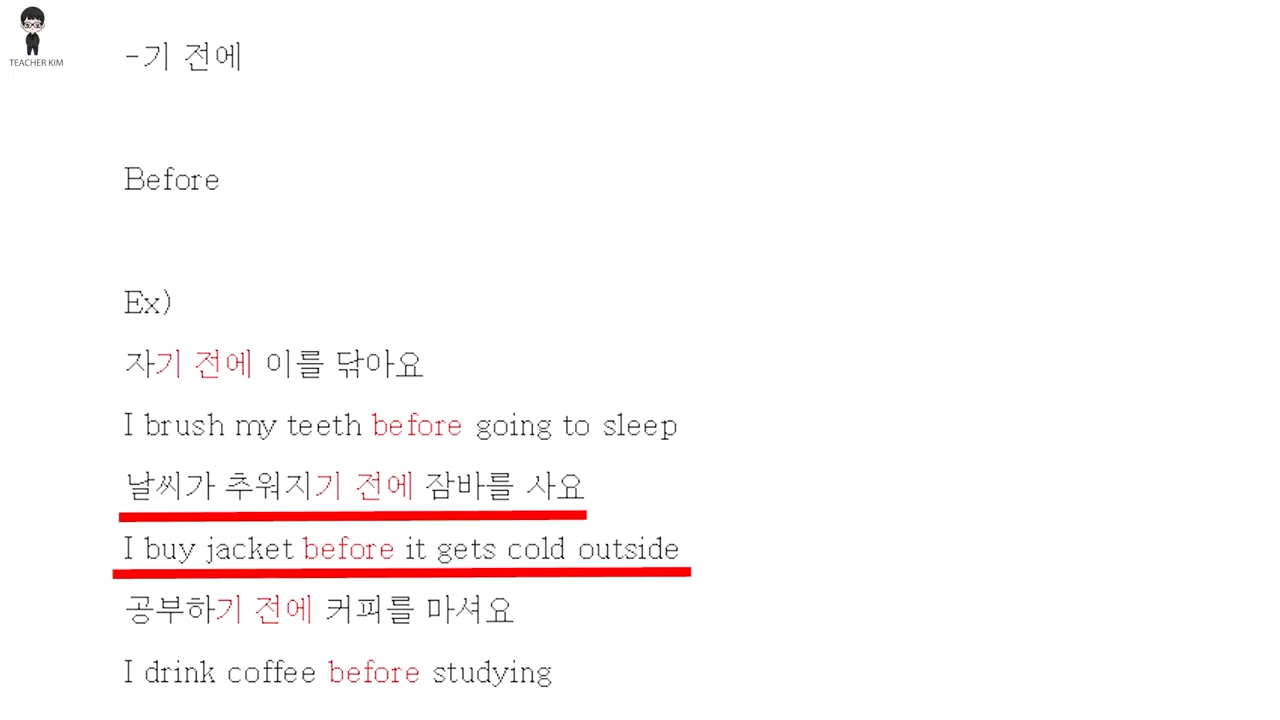 TEACHER KIM
-기 전에
Before
Ex)
자기 전에 이를 닦아요
I brush my teeth before going to sleep
날씨가 추워지기 전에 잠바를 사요
I buy jacket before it gets cold outside
공부하기 전에 커피를 마셔요
I drink coffee before studying